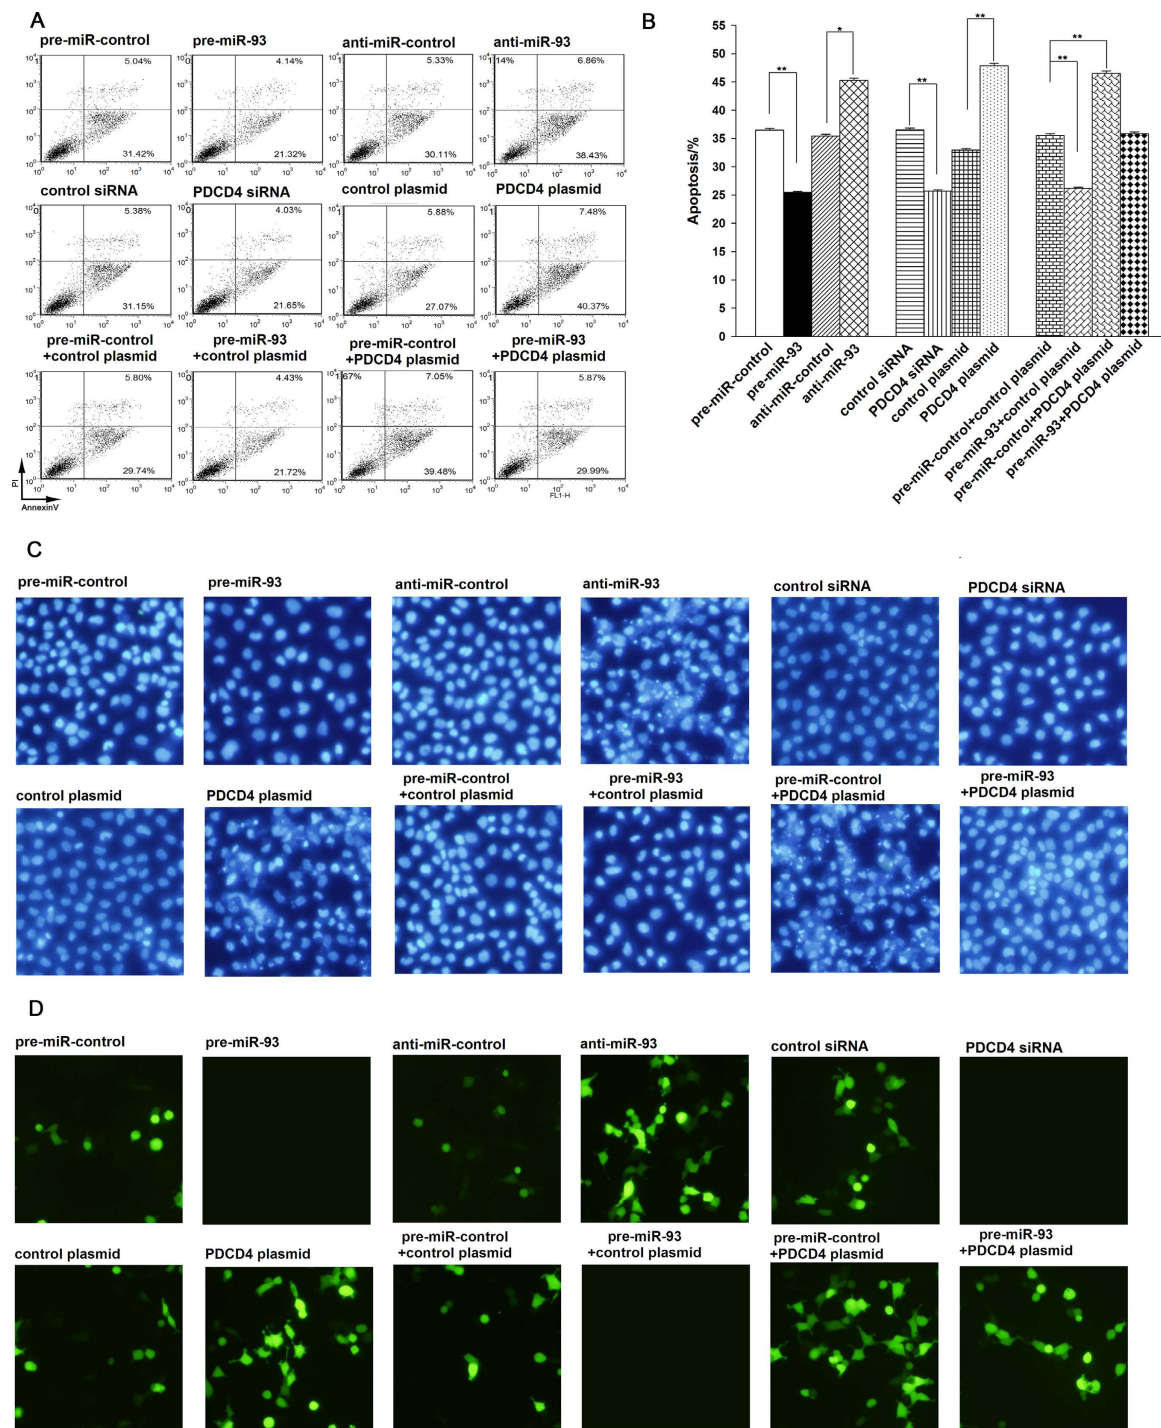 A
pre-miR-control
pre-miR-93
anti-miR-control
anti-miR-93
5.04%
4.14%
5.33%
6.86%
31.42%
21.32%
30.11%
38.43%
control siRNA
PDCD4 siRNA
control plasmid
PDCD4 plasmid
5.38%
4.03%
5.88%
7.48%
31.15%
21.65%
27.07%
40.37%
pre-miR-control
+control plasmid
pre-miR-93
+control plasmid
pre-miR-control
+PDCD4 plasmid
pre-miR-93
+PDCD4 plasmid
5.80%
4.43%
7.05%
5.87%
29.74%
21.72%
39.48%
29.99%
PI
AnnexinV
FL1-H
B
Apoptosis/%
55
50
45
40
35
30
25
20
15
10
5
0
**
*
**
**
**
**
pre-miR-control
pre-miR-93
anti-miR-control
anti-miR-93
control siRNA
PDCD4 siRNA
control plasmid
PDCD4 plasmid
pre-miR-control+control plasmid
pre-miR-93+control plasmid
pre-miR-control+PDCD4 plasmid
pre-miR-93+PDCD4 plasmid
C
pre-miR-control
pre-miR-93
anti-miR-control
anti-miR-93
control siRNA
PDCD4 siRNA
control plasmid
PDCD4 plasmid
pre-miR-control
+control plasmid
pre-miR-93
+control plasmid
pre-miR-control
+PDCD4 plasmid
pre-miR-93
+PDCD4 plasmid
D
pre-miR-control
pre-miR-93
anti-miR-control
anti-miR-93
control siRNA
PDCD4 siRNA
control plasmid
PDCD4 plasmid
pre-miR-control
+control plasmid
pre-miR-93
+control plasmid
pre-miR-control
+PDCD4 plasmid
pre-miR-93
+PDCD4 plasmid